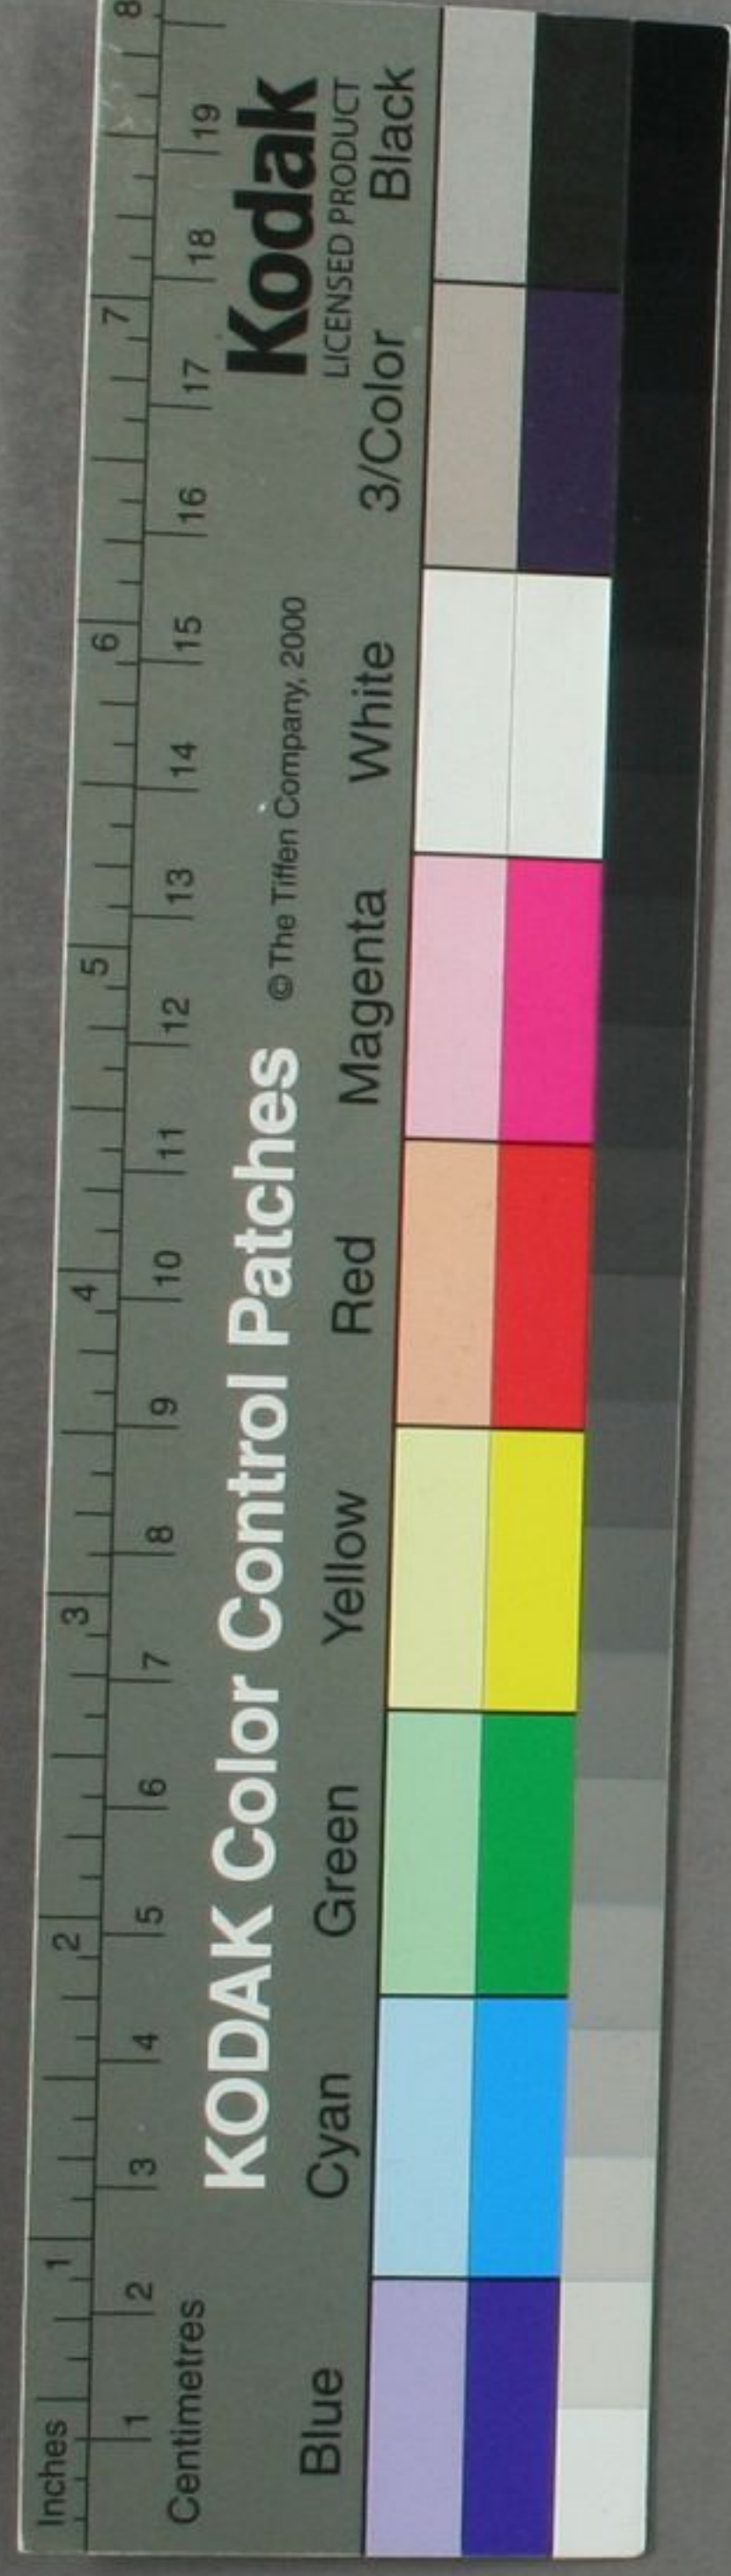 Inches 1 2 3 4 5 6 7 8
Centimetres 1 2 3 4 5 6 7 8 9 10 11 12 13 14 15 16 17 18 19
KODAK Color Control Patches © The Tiffen Company, 2000 Kodak
LICENSED PRODUCT
Blue Cyan Green Yellow Red Magenta White 3/Color Black